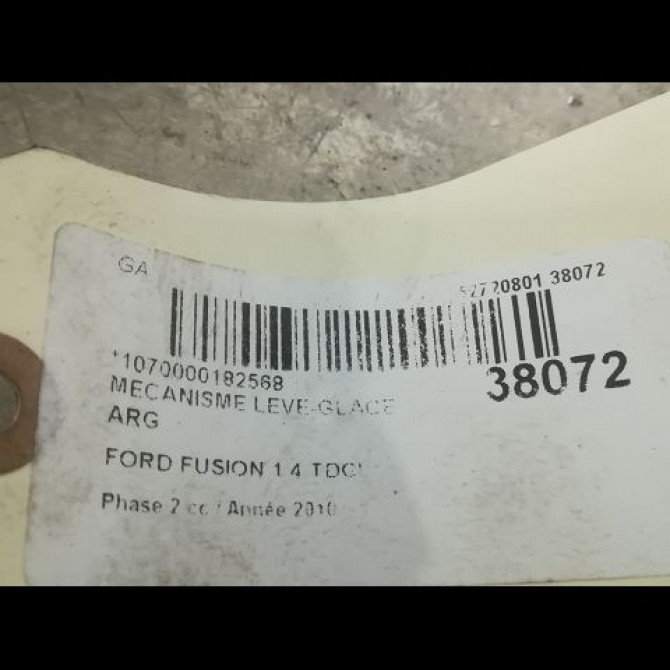 GA
52720801 38072
*1070000182568
38072
MECANISME LEVE-GLACE
ARG
FORD FUSION 1.4 TDCI
Phase 2 cc / Année 2010